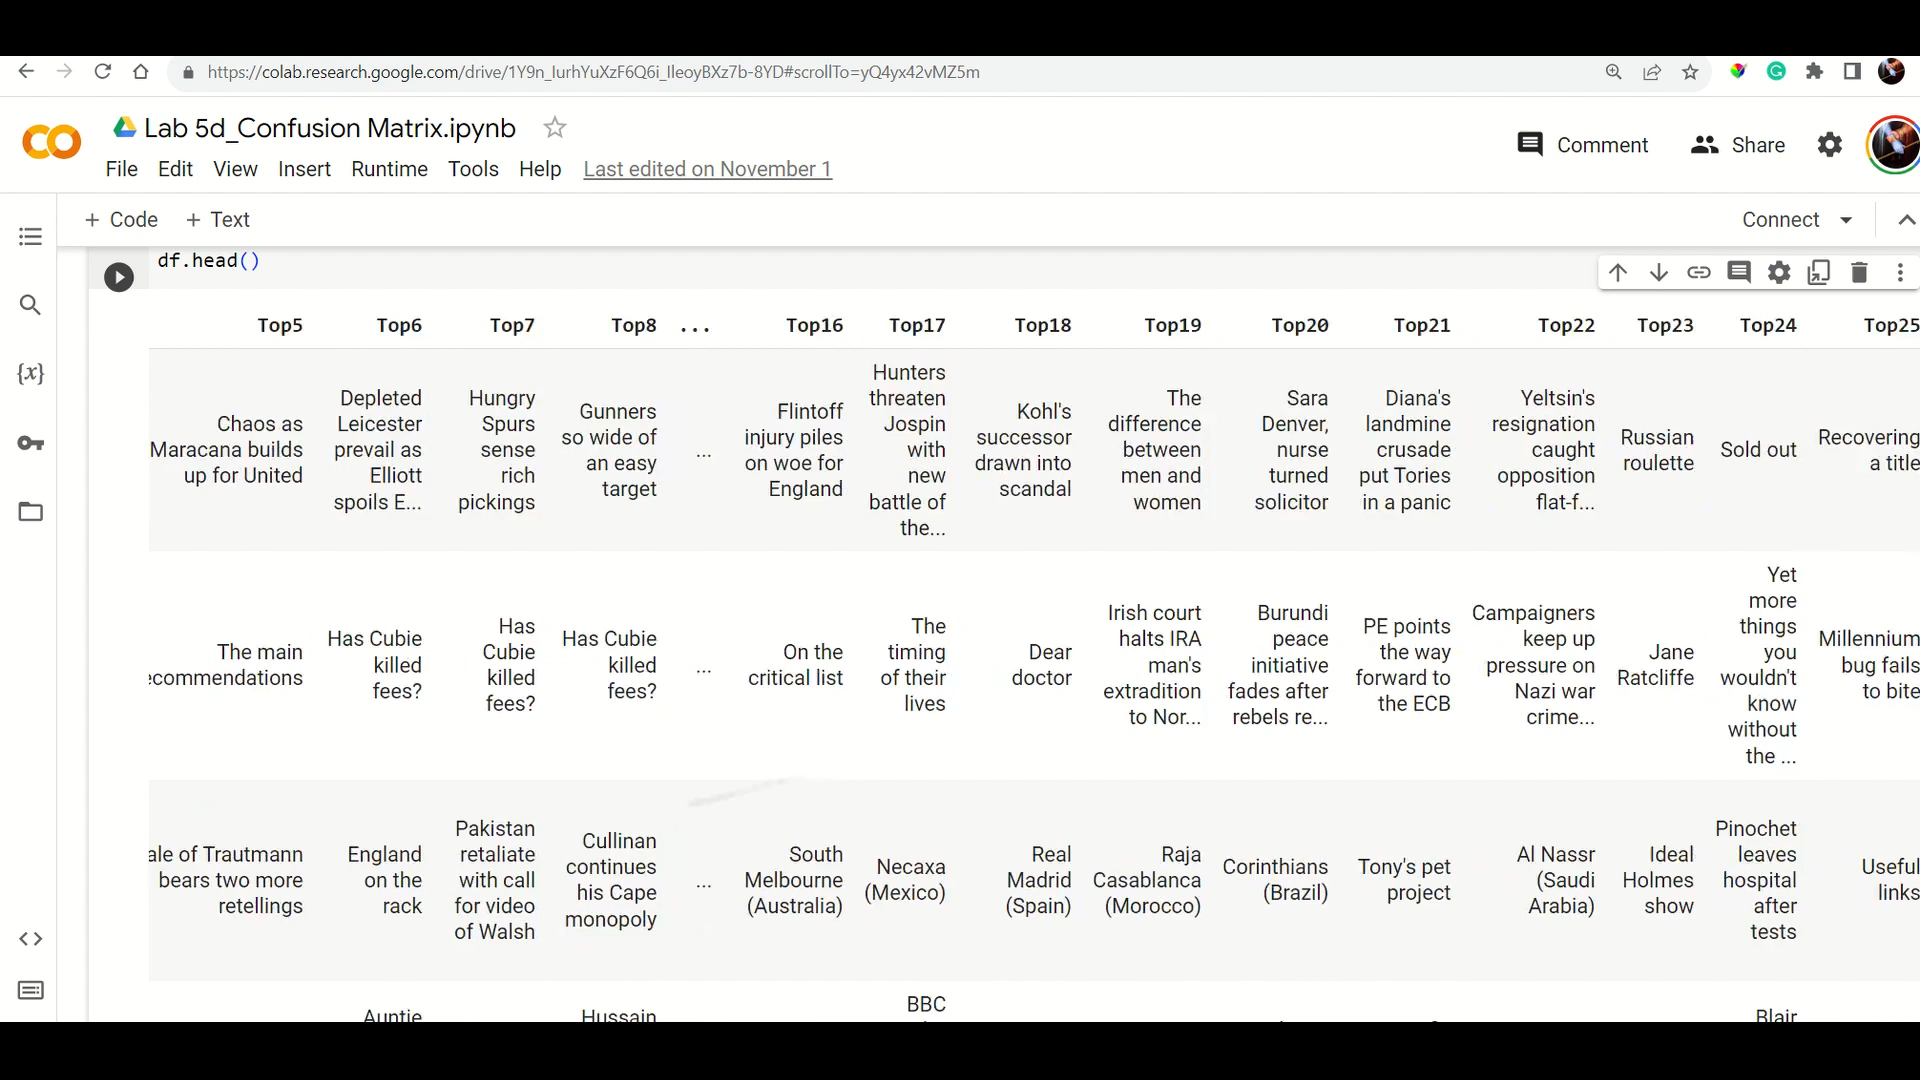 https://colab.research.google.com/drive/1Y9n_IurhYuXzF6Q6i_IleoyBXz7b-8YD#scrollTo=yQ4yx42vMZ5m
Lab 5d_Confusion Matrix.ipynb
Comment
Share
File Edit View Insert Runtime Tools Help Last edited on November 1
+ Code + Text
Connect
df.head()
{x}
Top5 Top6 Top7 Top8 ... Top16 Top17 Top18 Top19 Top20 Top21 Top22 Top23 Top24 Top25
Chaos as
Maracana builds
up for United
Depleted
Leicester
prevail as
Elliott
spoils E...
Hungry
Spurs
sense
rich
pickings
Gunners
so wide of
an easy
target
...
Flintoff
injury piles
on woe for
England
Hunters
threaten
Jospin
with
new
battle of
the...
Kohl's
successor
drawn into
scandal
The
difference
between
men and
women
Sara
Denver,
nurse
turned
solicitor
Diana's
landmine
crusade
put Tories
in a panic
Yeltsin's
resignation
caught
opposition
flat-f...
Russian
roulette
Sold out
Recovering
a title
The main
ecommendations
Has Cubie
killed
fees?
Has
Cubie
killed
fees?
Has Cubie
killed
fees?
...
On the
critical list
The
timing
of their
lives
Dear
doctor
Irish court
halts IRA
man's
extradition
to Nor...
Burundi
peace
initiative
fades after
rebels re...
PE points
the way
forward to
the ECB
Campaigners
keep up
pressure on
Nazi war
crime...
Jane
Ratcliffe
Yet
more
things
you
wouldn't
know
without
the ...
Millennium
bug fails
to bite
ale of Trautmann
bears two more
retellings
England
on the
rack
Pakistan
retaliate
with call
for video
of Walsh
Cullinan
continues
his Cape
monopoly
...
South
Melbourne
(Australia)
Necaxa
(Mexico)
Real
Madrid
(Spain)
Raja
Casablanca
(Morocco)
Corinthians
(Brazil)
Tony's pet
project
Al Nassr
(Saudi
Arabia)
Ideal
Holmes
show
Pinochet
leaves
hospital
after
tests
Useful
links
Auntie
Hussain
BBC
Blair